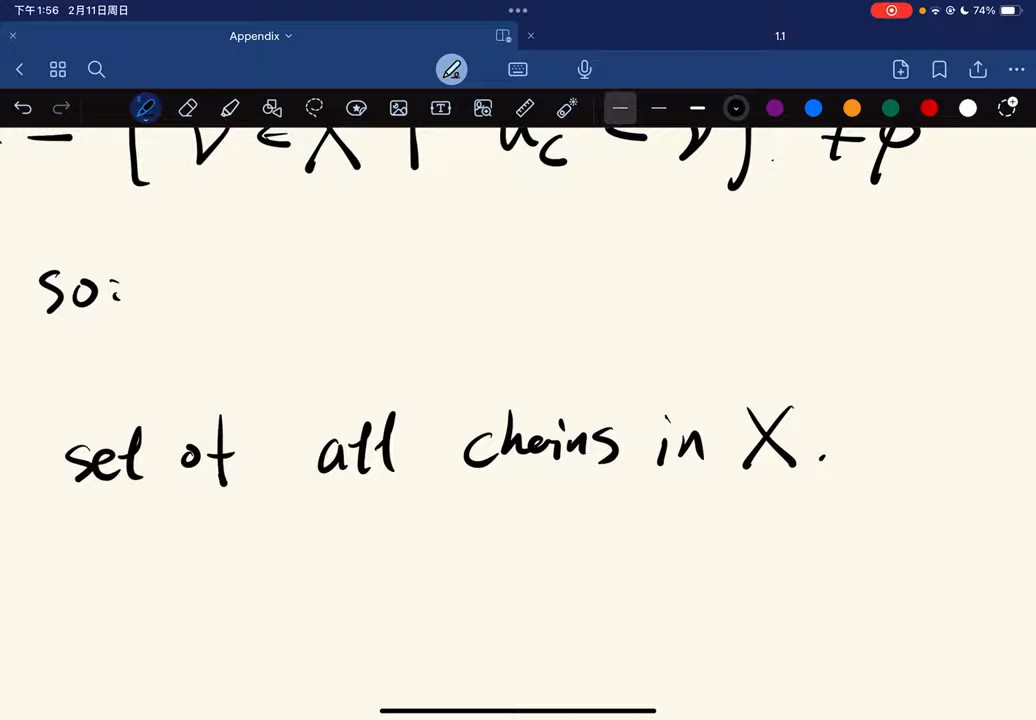 下午1:56 2月11日周日
74%
Appendix
1.1
= { v ∈ X | u_c < v } ≠ φ
so:
set of all chains in X.